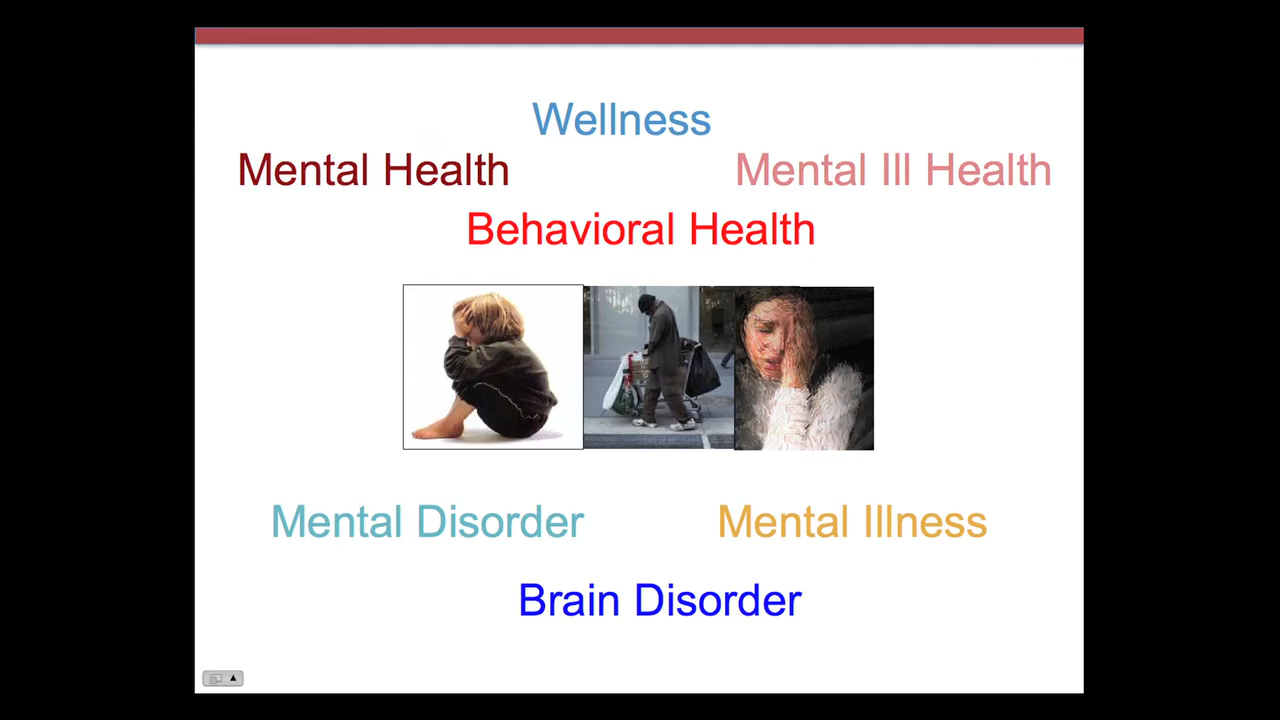 Wellness
Mental Health
Mental Ill Health
Behavioral Health
Mental Disorder
Mental Illness
Brain Disorder